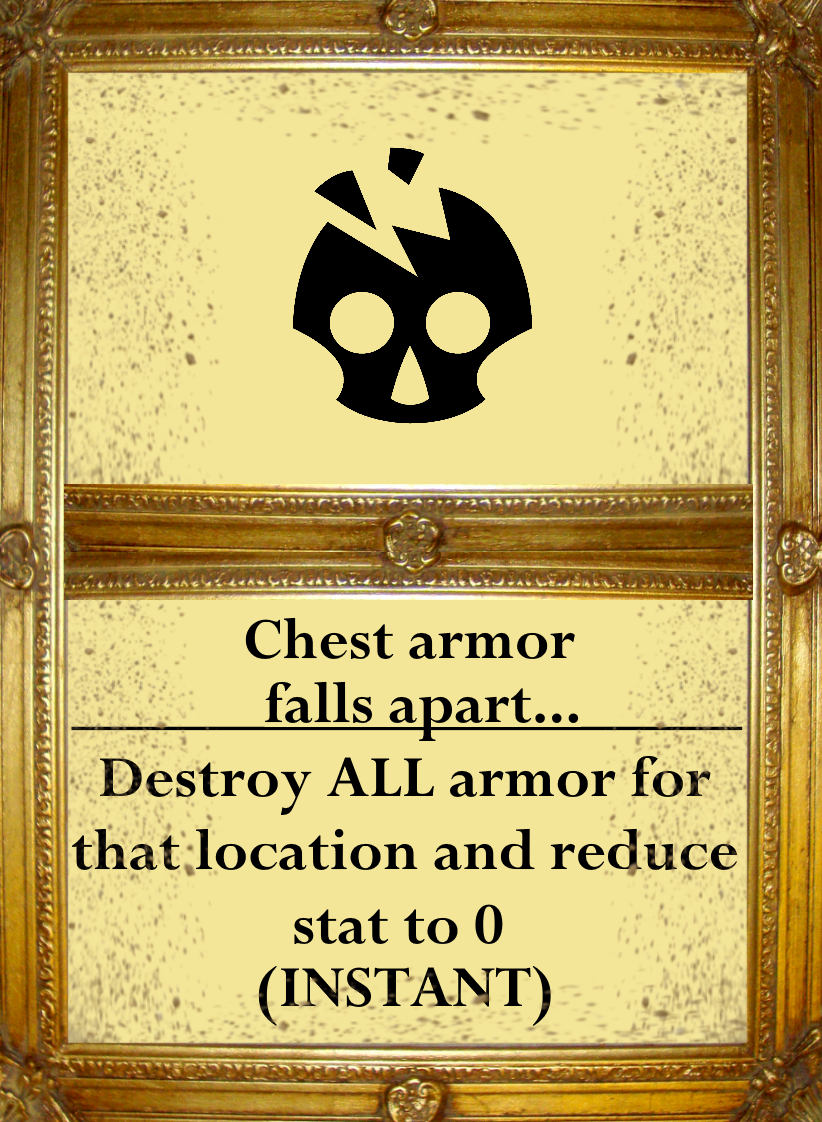 Chest armor
falls apart...
Destroy ALL armor for
that location and reduce
stat to 0
(INSTANT)